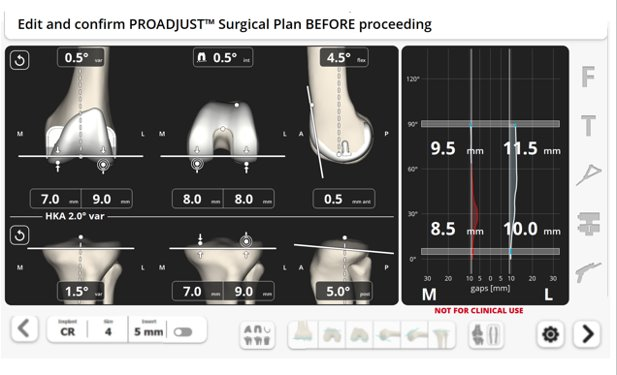 Edit and confirm PROADJUST™ Surgical Plan BEFORE proceeding
0.5° var
0.5° int
4.5° flex
M L M L A P
7.0 mm 9.0 mm
8.0 mm 8.0 mm
0.5 mm ant
HKA 2.0° var
M L M L A P
1.5° var
7.0 mm 9.0 mm
5.0° post
120°
90°
9.5 mm 11.5 mm
60°
30°
8.5 mm 10.0 mm
0°
30 20 10 5 0 5 10 20 30
gaps [mm]
M L
F
T
NOT FOR CLINICAL USE
Implant Size Insert
CR 4 5 mm